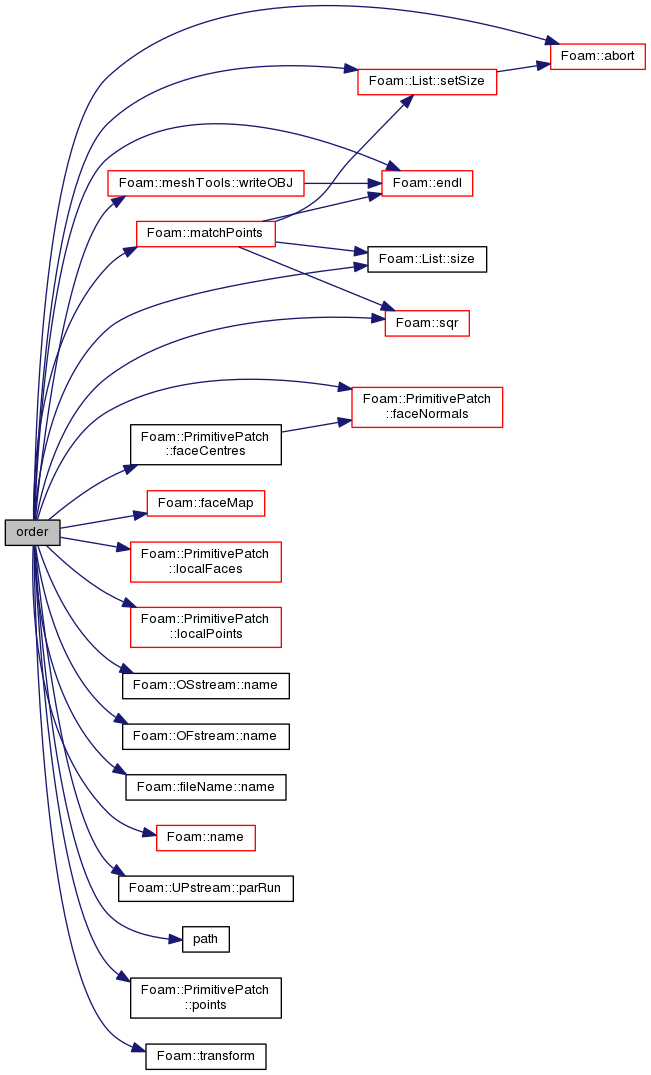 Foam::abort
Foam::List::setSize
Foam::endl
Foam::meshTools::writeOBJ
Foam::matchPoints
Foam::List::size
Foam::sqr
Foam::PrimitivePatch
::faceNormals
Foam::PrimitivePatch
::faceCentres
Foam::faceMap
order
Foam::PrimitivePatch
::localFaces
Foam::PrimitivePatch
::localPoints
Foam::OSstream::name
Foam::OFstream::name
Foam::fileName::name
Foam::name
Foam::UPstream::parRun
path
Foam::PrimitivePatch
::points
Foam::transform